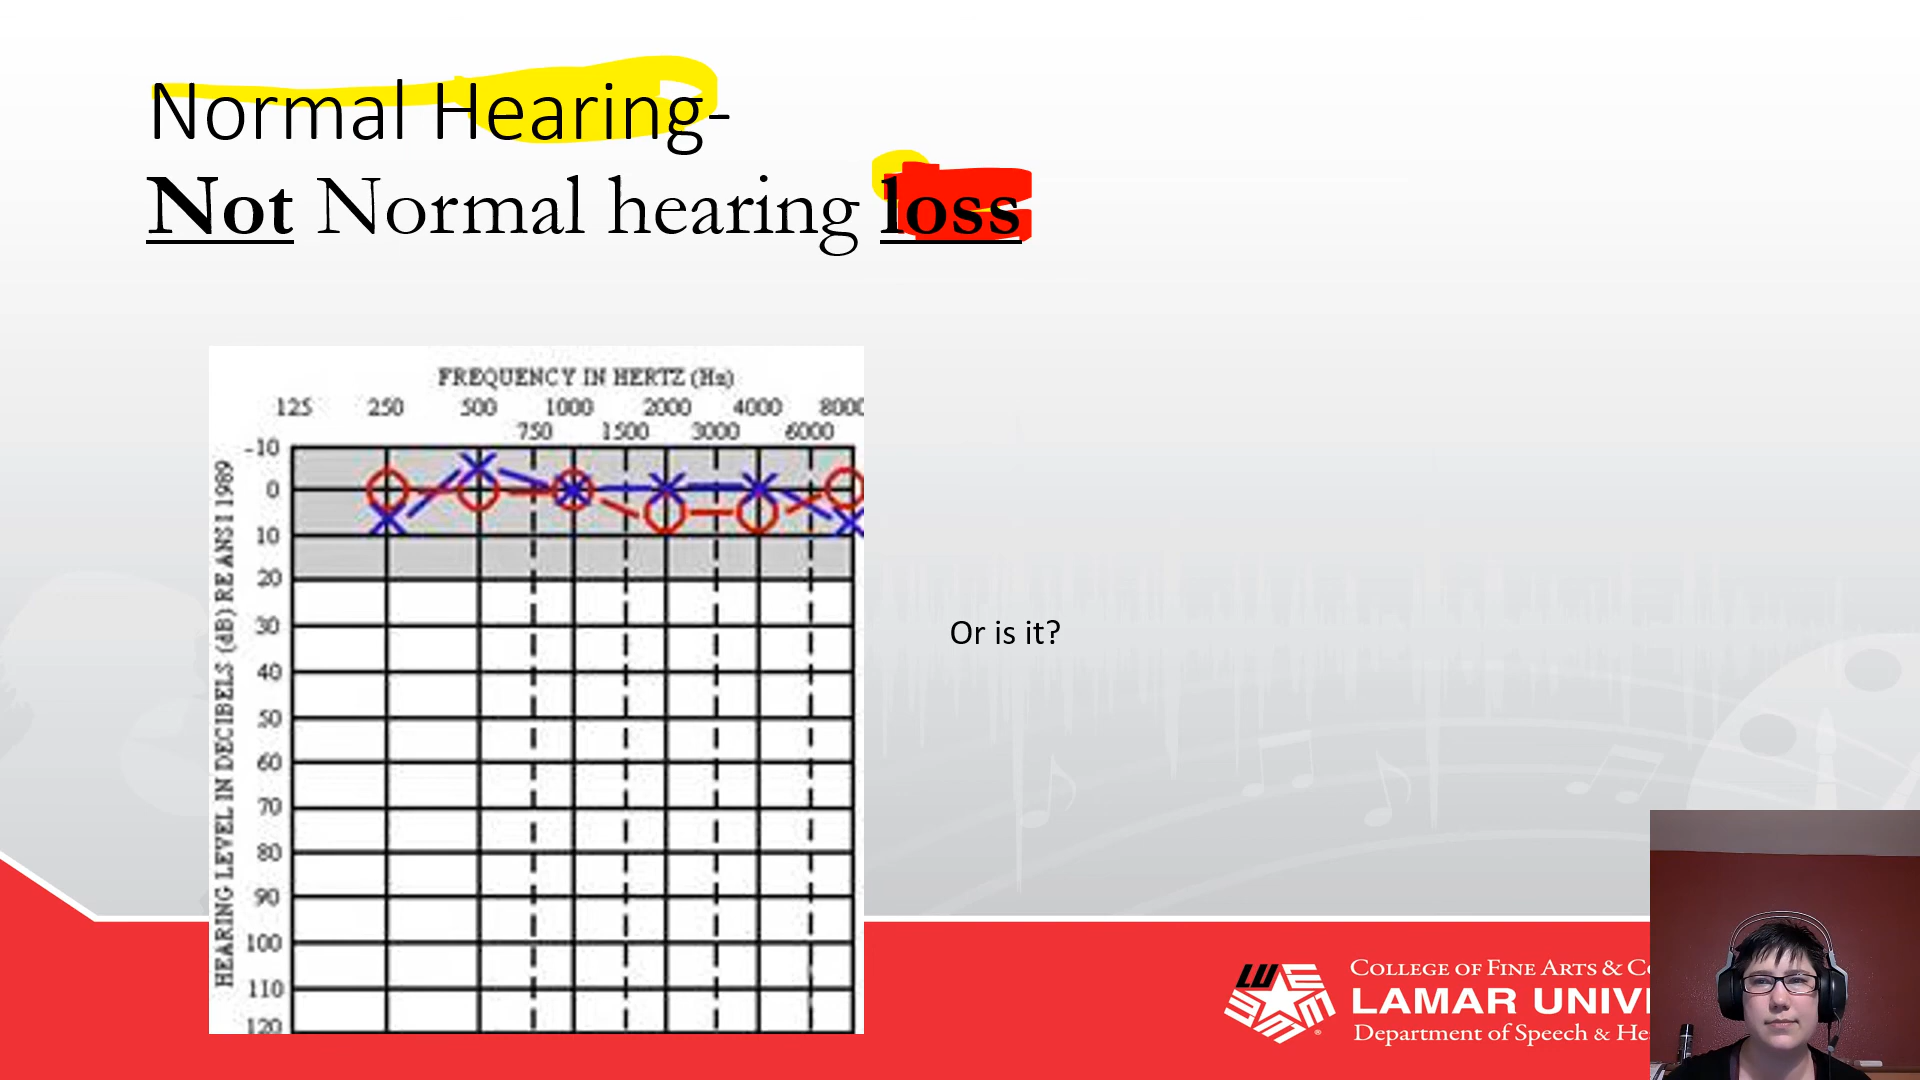 Normal Hearing-
Not Normal hearing loss
FREQUENCY IN HERTZ (Hz)
125 250 500 1000 2000 4000 8000
750 1500 3000 6000
HEARING LEVEL IN DECIBELS (dB) RE ANSI 1989
-10
0
10
20
30
40
50
60
70
80
90
100
110
120
Or is it?
LU
COLLEGE OF FINE ARTS & CO
LAMAR UNIV
Department of Speech & He